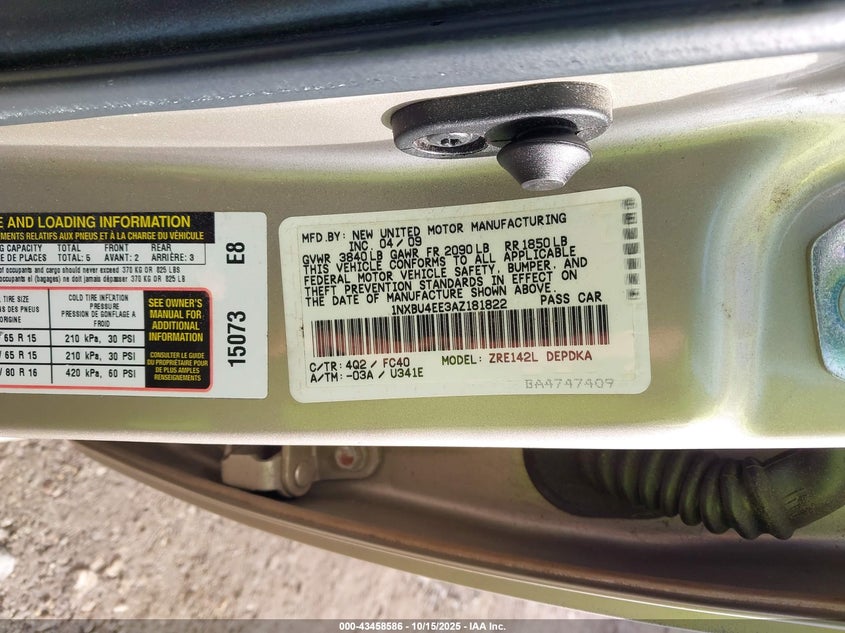 E AND LOADING INFORMATION
EMENTS RELATIFS AUX PNEUS ET À LA CHARGE DU VÉHICULE
NG CAPACITY TOTAL: FRONT REAR
E DE PLACES TOTAL: 5 AVANT: 2 ARRIÈRE: 3
of occupants and cargo should never exceed 370 KG OR 825 LBS
occupants et (bagages) ne doit jamais dépasser 370 KG OR 825 LB
COLD TIRE INFLATION PRESSURE
PRESSION DE GONFLAGE A FROID
DES PNEUS
ORIGINE
65 R 15 210 kPa, 30 PSI
65 R 15 210 kPa, 30 PSI
80 R 16 420 kPa, 60 PSI
SEE OWNER'S
MANUAL FOR
ADDITIONAL
INFORMATION
CONSULTER LE GUIDE
DU PROPRIÉTAIRE POUR
DE PLUS AMPLES
RENSEIGNEMENTS
15073 E8
MFD.BY: NEW UNITED MOTOR MANUFACTURING
INC 04/09
GVWR 3840LB GAWR FR 2090LB RR1850LB
THIS VEHICLE CONFORMS TO ALL APPLICABLE
FEDERAL MOTOR VEHICLE SAFETY, BUMPER, AND
THEFT PREVENTION STANDARDS IN EFFECT ON
THE DATE OF MANUFACTURE SHOWN ABOVE.
1NXBU4EE3AZ181822 PASS CAR
C/TR: 4Q2 / FC40 MODEL: ZRE142L DEPDKA
A/TM: -03A / U341E
BA4747409
000-43458586 - 10/15/2025 - IAA Inc.